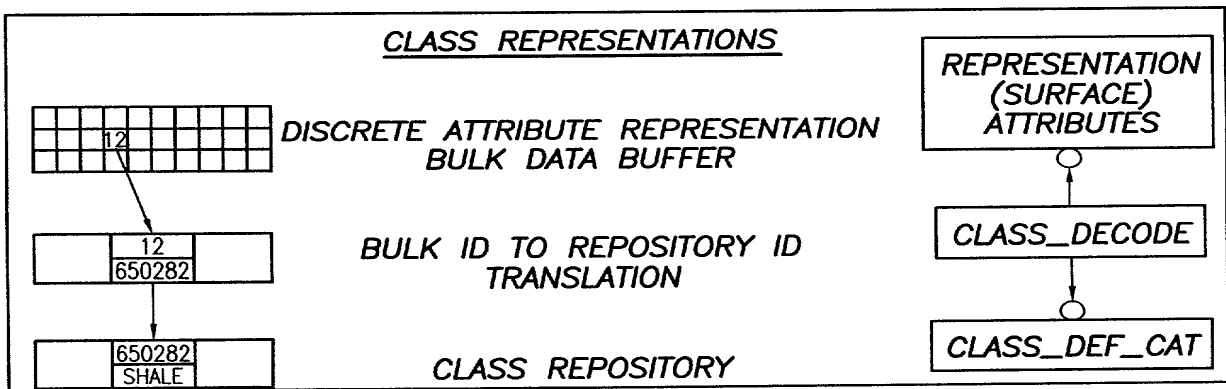 CLASS REPRESENTATIONS
REPRESENTATION
(SURFACE)
ATTRIBUTES
12
DISCRETE ATTRIBUTE REPRESENTATION
BULK DATA BUFFER
12
650282
BULK ID TO REPOSITORY ID
TRANSLATION
CLASS_DECODE
650282
SHALE
CLASS REPOSITORY
CLASS_DEF_CAT